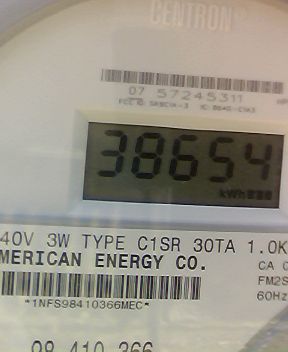 CENTRON
07 57245311
38654
kWh
40V 3W TYPE C1SR 30TA 1.0K
MERICAN ENERGY CO.
CA 0
FM2S
60Hz
*1NFS98410366MEC*
98 410 366